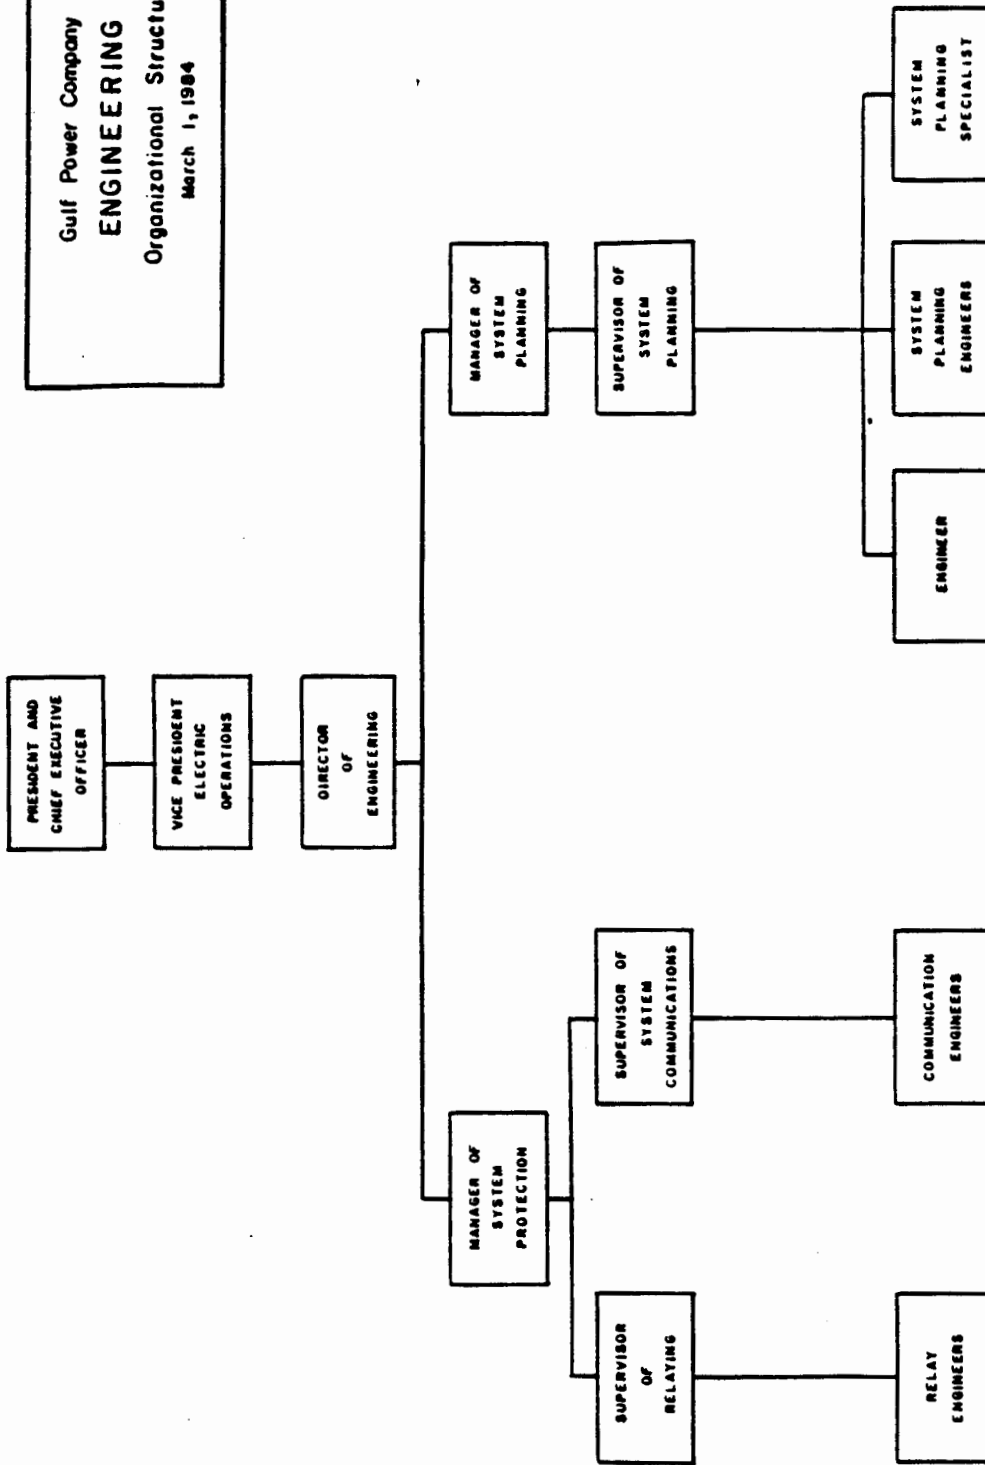 Gulf Power Company
ENGINEERING
Organizational Structu
March 1, 1984
PRESIDENT AND
CHIEF EXECUTIVE
OFFICER
VICE PRESIDENT
ELECTRIC
OPERATIONS
DIRECTOR
OF
ENGINEERING
MANAGER OF
SYSTEM
PROTECTION
MANAGER OF
SYSTEM
PLANNING
SUPERVISOR
OF
RELAYING
SUPERVISOR OF
SYSTEM
COMMUNICATIONS
SUPERVISOR OF
SYSTEM
PLANNING
RELAY
ENGINEERS
COMMUNICATION
ENGINEERS
ENGINEER
SYSTEM
PLANNING
ENGINEERS
SYSTEM
PLANNING
SPECIALIST